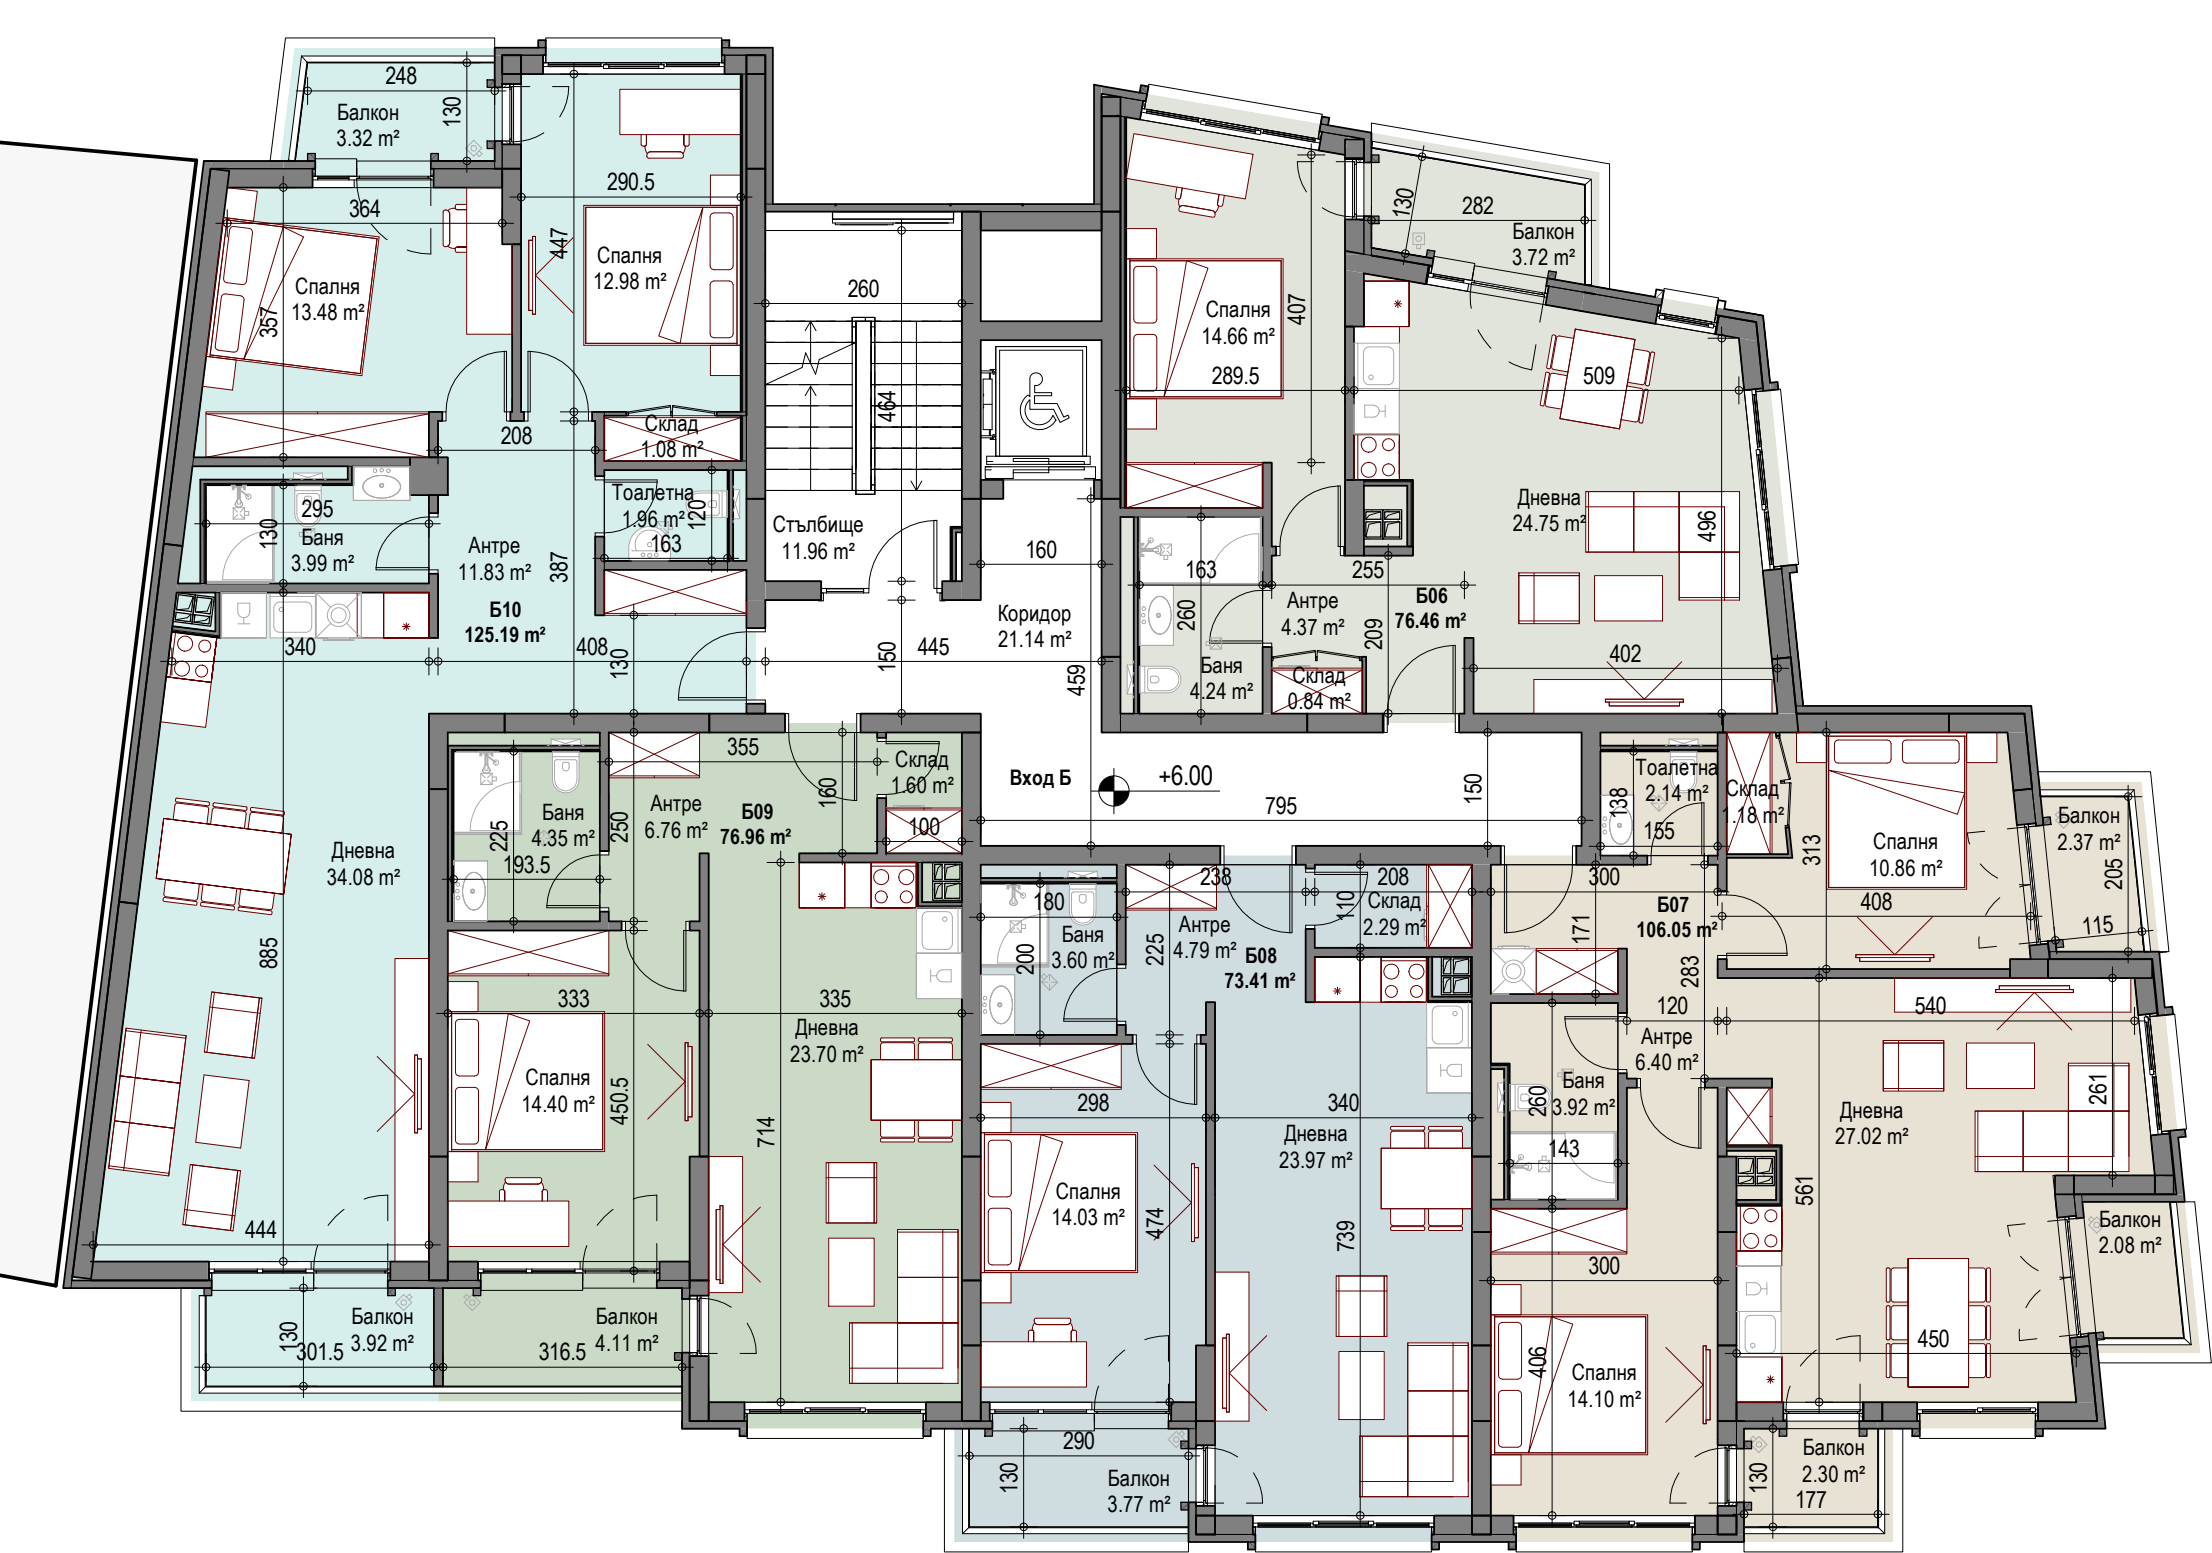 248
130
Балкон
3.32 m²
364
357
Спалня
13.48 m²
290.5
447
Спалня
12.98 m²
208
Склад
1.08 m²
Тоалетна
1.96 m²
120
163
295
130
Баня
3.99 m²
Антре
11.83 m²
387
Б10
125.19 m²
340
408
130
Дневна
34.08 m²
885
444
130
301.5
Балкон
3.92 m²
260
464
Стълбище
11.96 m²
160
Коридор
21.14 m²
150
445
459
Вход Б
+6.00
795
150
Спалня
14.66 m²
407
289.5
130
282
Балкон
3.72 m²
509
Дневна
24.75 m²
496
402
163
260
Баня
4.24 m²
255
Антре
4.37 m²
209
Б06
76.46 m²
Склад
0.84 m²
355
160
Склад
1.60 m²
100
Антре
6.76 m²
250
Б09
76.96 m²
Баня
4.35 m²
225
193.5
333
Спалня
14.40 m²
450.5
335
Дневна
23.70 m²
714
316.5
Балкон
4.11 m²
180
200
Баня
3.60 m²
238
Антре
4.79 m²
225
110
208
Склад
2.29 m²
Б08
73.41 m²
298
Спалня
14.03 m²
474
340
Дневна
23.97 m²
739
290
130
Балкон
3.77 m²
Тоалетна
2.14 m²
138
155
Склад
1.18 m²
313
Спалня
10.86 m²
408
Балкон
2.37 m²
205
115
300
171
Б07
106.05 m²
283
120
Антре
6.40 m²
540
261
Дневна
27.02 m²
561
450
Баня
3.92 m²
260
143
300
406
Спалня
14.10 m²
Балкон
2.08 m²
Балкон
2.30 m²
130
177